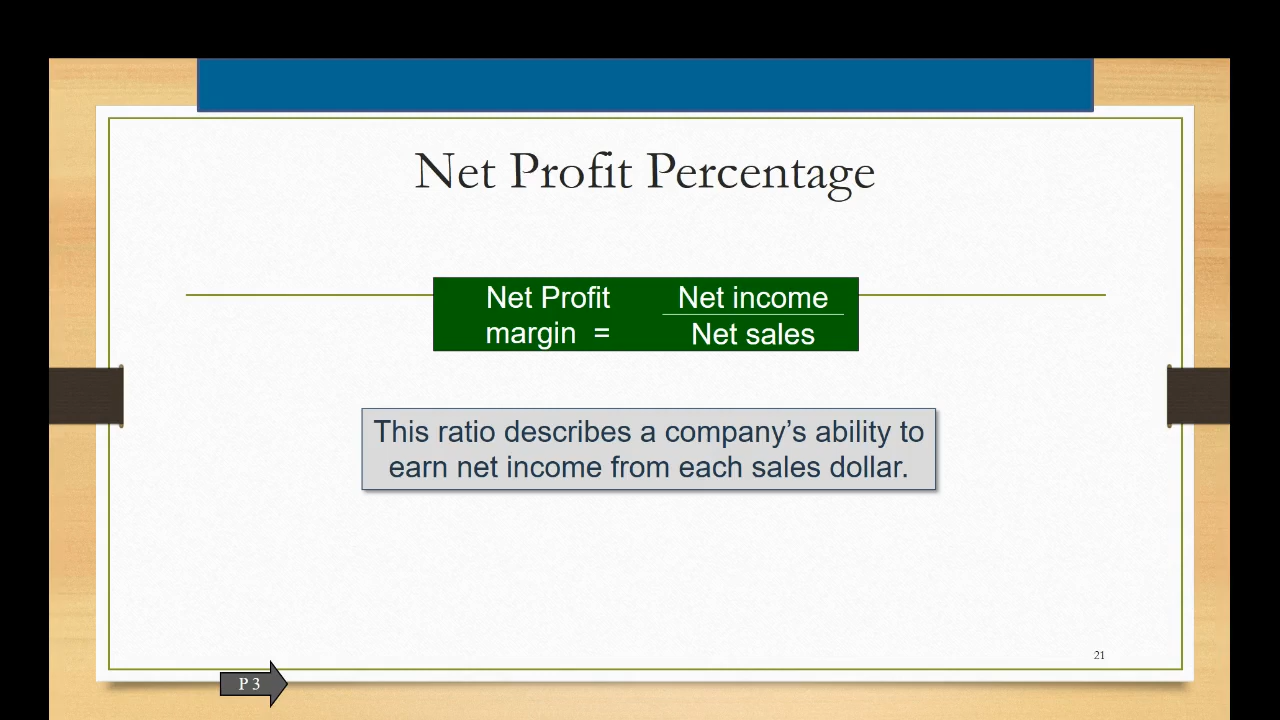 Net Profit Percentage
Net Profit
margin =
Net income
Net sales
This ratio describes a company’s ability to
earn net income from each sales dollar.
21
P 3